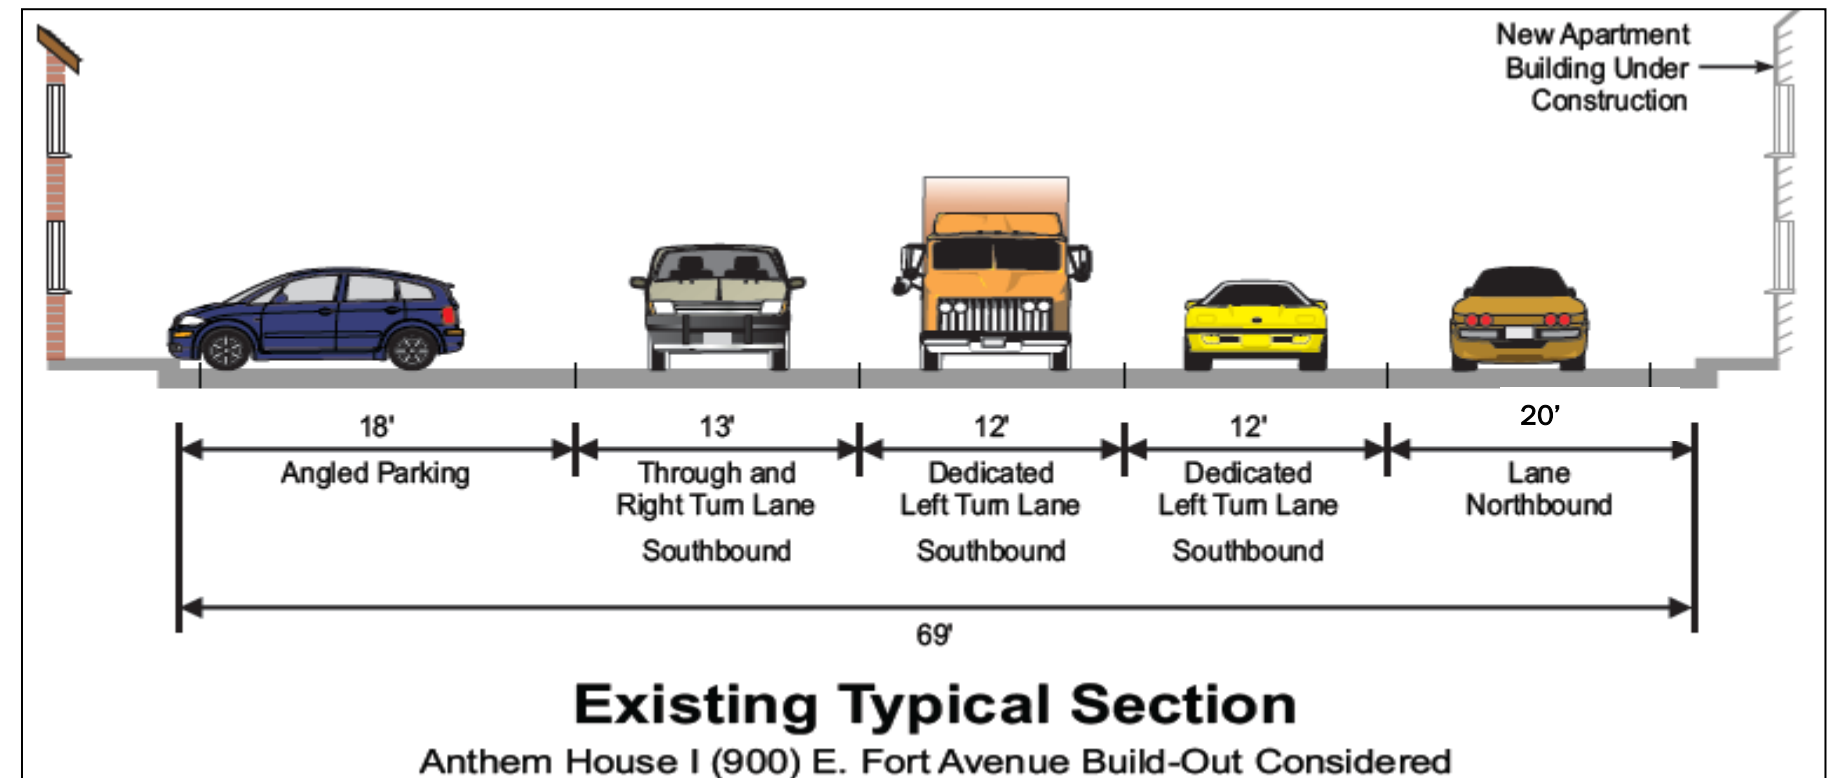 New Apartment
Building Under
Construction
18' 13' 12' 12' 20’
Angled Parking
Through and
Right Turn Lane
Southbound
Dedicated
Left Turn Lane
Southbound
Dedicated
Left Turn Lane
Southbound
Lane
Northbound
69'
Existing Typical Section
Anthem House I (900) E. Fort Avenue Build-Out Considered